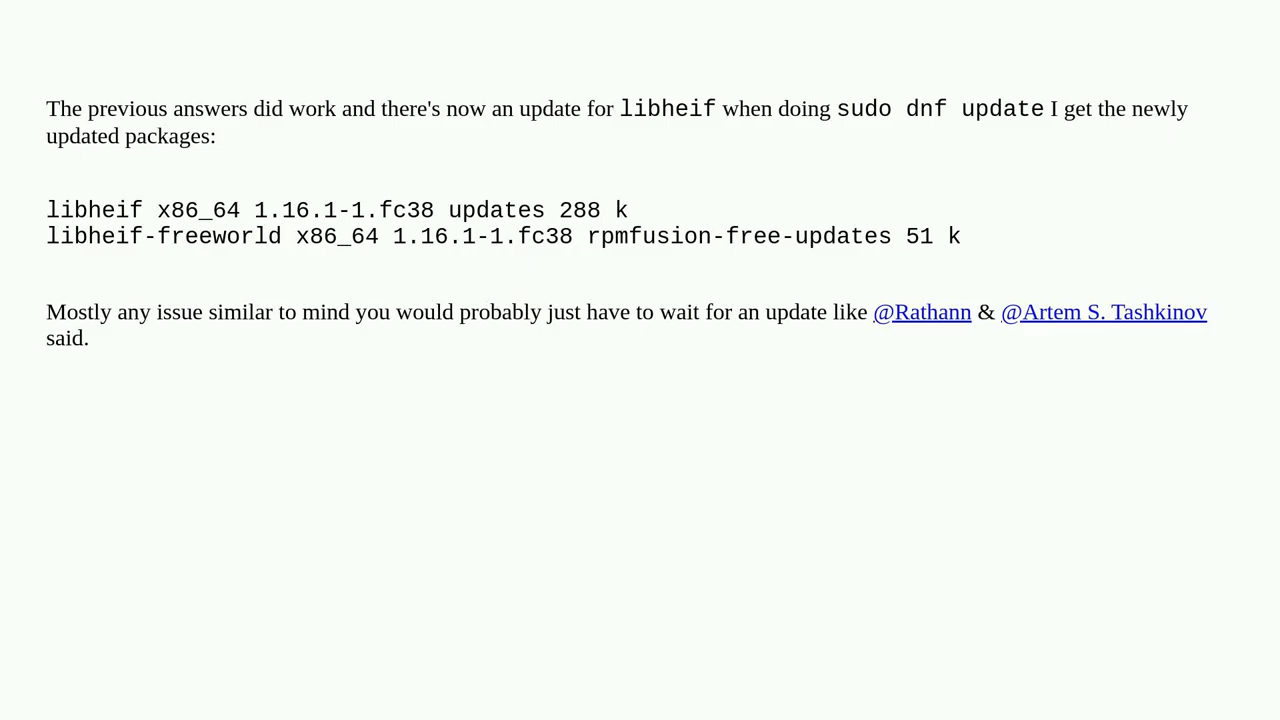 The previous answers did work and there's now an update for libheif when doing sudo dnf update I get the newly
updated packages:
libheif x86_64 1.16.1-1.fc38 updates 288 k
libheif-freeworld x86_64 1.16.1-1.fc38 rpmfusion-free-updates 51 k
Mostly any issue similar to mind you would probably just have to wait for an update like @Rathann & @Artem S. Tashkinov
said.